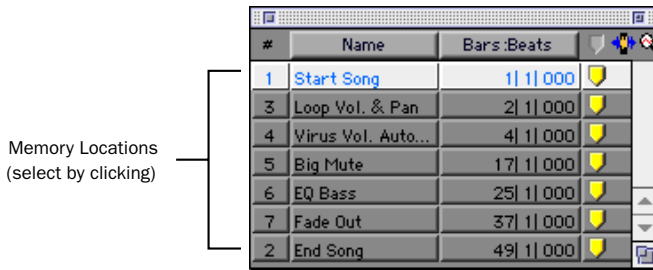 # Name Bars:Beats
1 Start Song 1| 1| 000
3 Loop Vol. & Pan 2| 1| 000
4 Virus Vol. Auto... 4| 1| 000
5 Big Mute 17| 1| 000
6 EQ Bass 25| 1| 000
7 Fade Out 37| 1| 000
2 End Song 49| 1| 000
Memory Locations
(select by clicking)